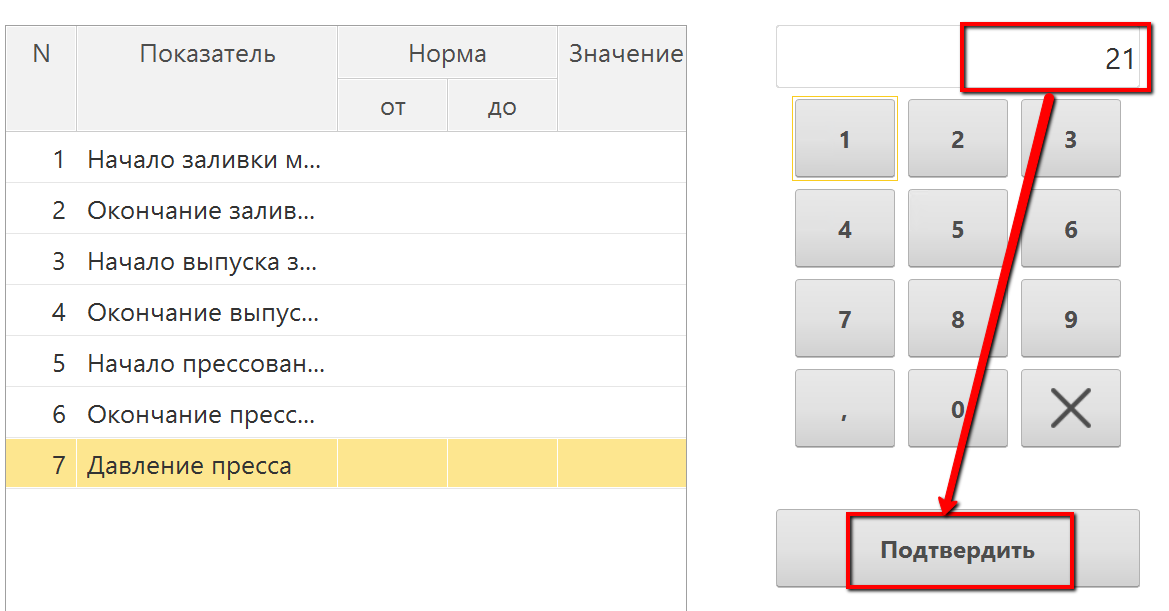 N Показатель Норма Значение
от до
1 Начало заливки м...
2 Окончание залив...
3 Начало выпуска з...
4 Окончание выпус...
5 Начало прессован...
6 Окончание пресс...
7 Давление пресса
21
1 2 3
4 5 6
7 8 9
, 0
Подтвердить